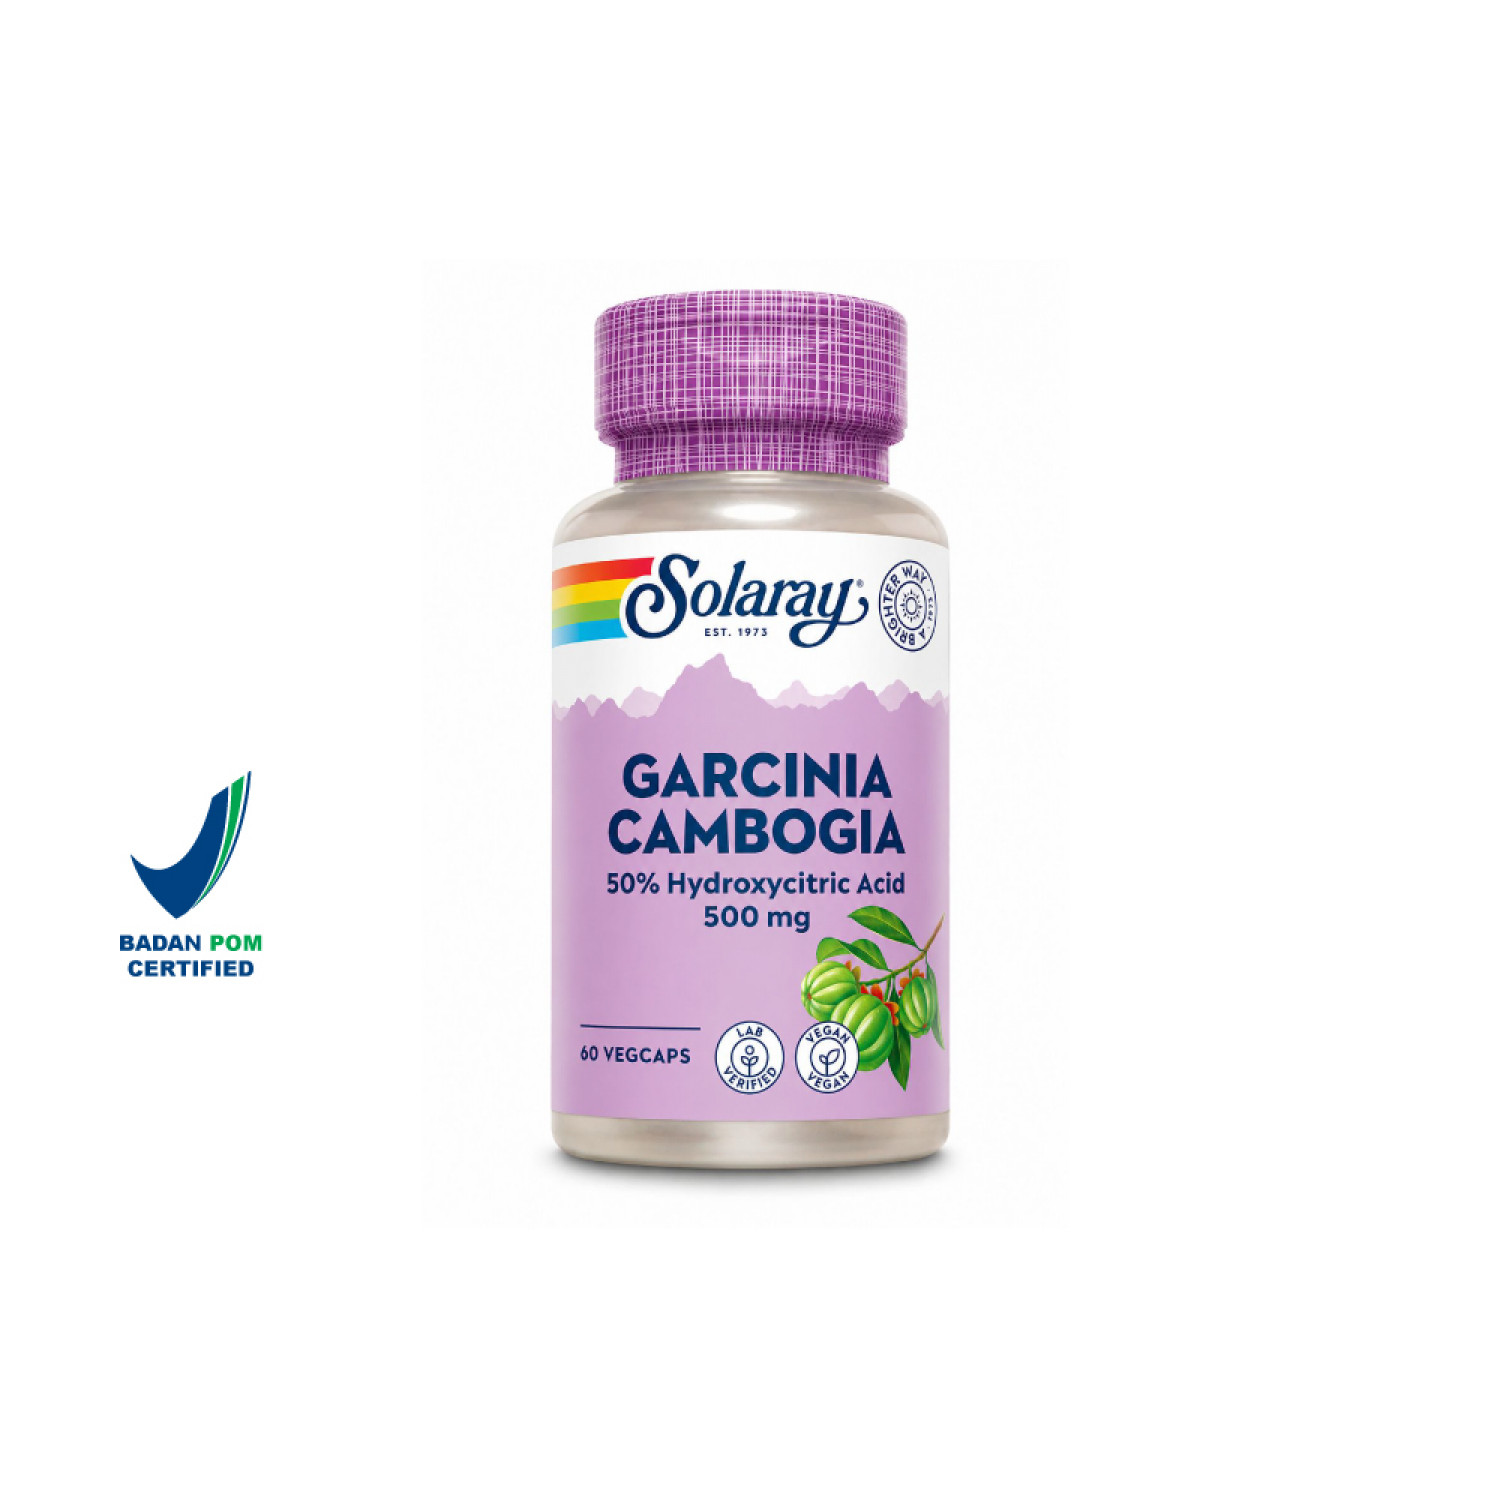 Solaray®
EST. 1973
A BRIGHTER WAY · 1973 ·
GARCINIA
CAMBOGIA
50% Hydroxycitric Acid
500 mg
60 VEGCAPS
LAB
VERIFIED
VEGAN
VEGAN
BADAN POM
CERTIFIED